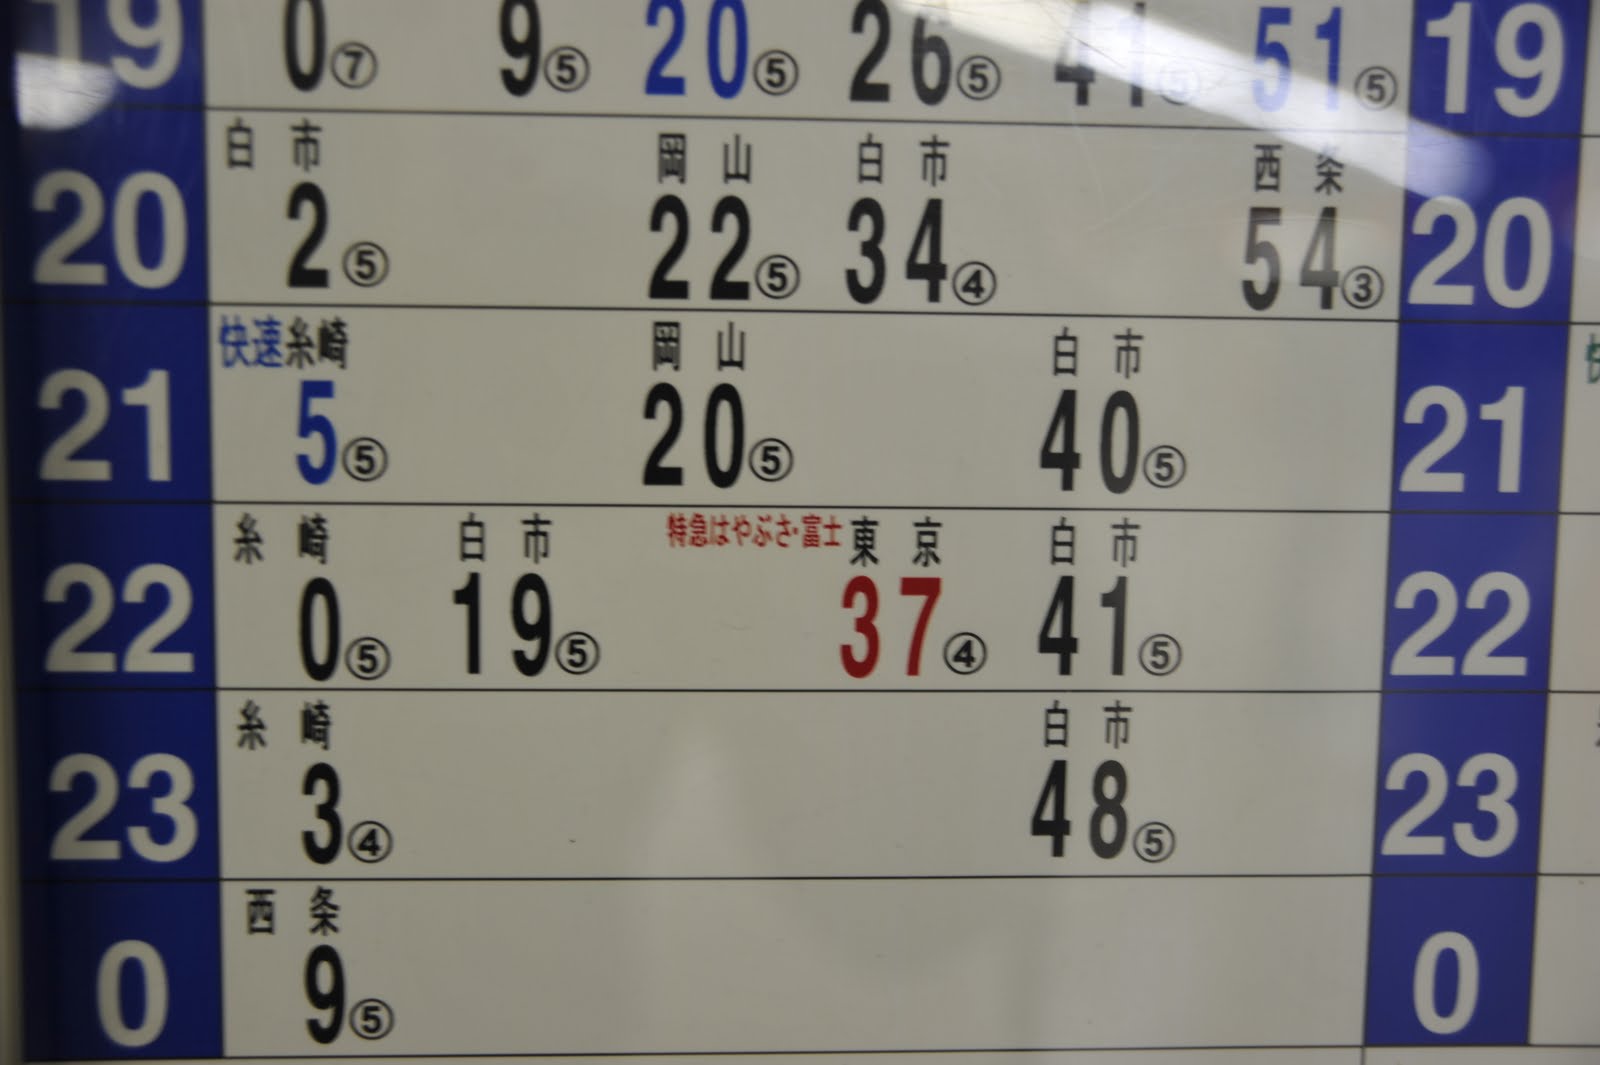 19 0⑦ 9⑤ 20⑤ 26⑤ 41⑤ 51⑤ 19
白市 岡山 白市 西条
20 2⑤ 22⑤ 34④ 54③ 20
快速糸崎 岡山 白市
21 5⑤ 20⑤ 40⑤ 21
糸崎 白市 特急はやぶさ・富士 東京 白市
22 0⑤ 19⑤ 37④ 41⑤ 22
糸崎 白市
23 3④ 48⑤ 23
西条
0 9⑤ 0